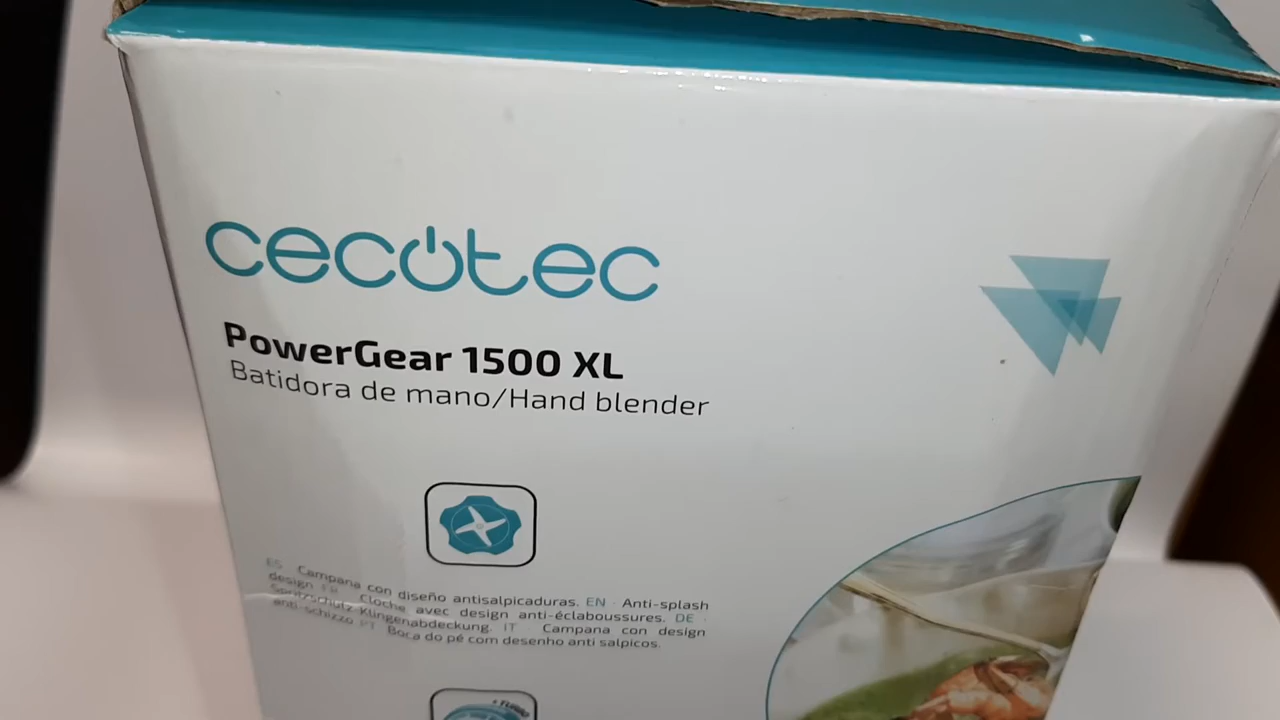 cecotec
PowerGear 1500 XL
Batidora de mano/Hand blender
ES · Campana con diseño antisalpicaduras. EN · Anti-splash
design FR · Cloche avec design anti-éclaboussures. DE ·
Spritzschutz-Klingenabdeckung. IT · Campana con design
anti-schizzo PT · Boca do pé com desenho anti salpicos.
+ TURBO